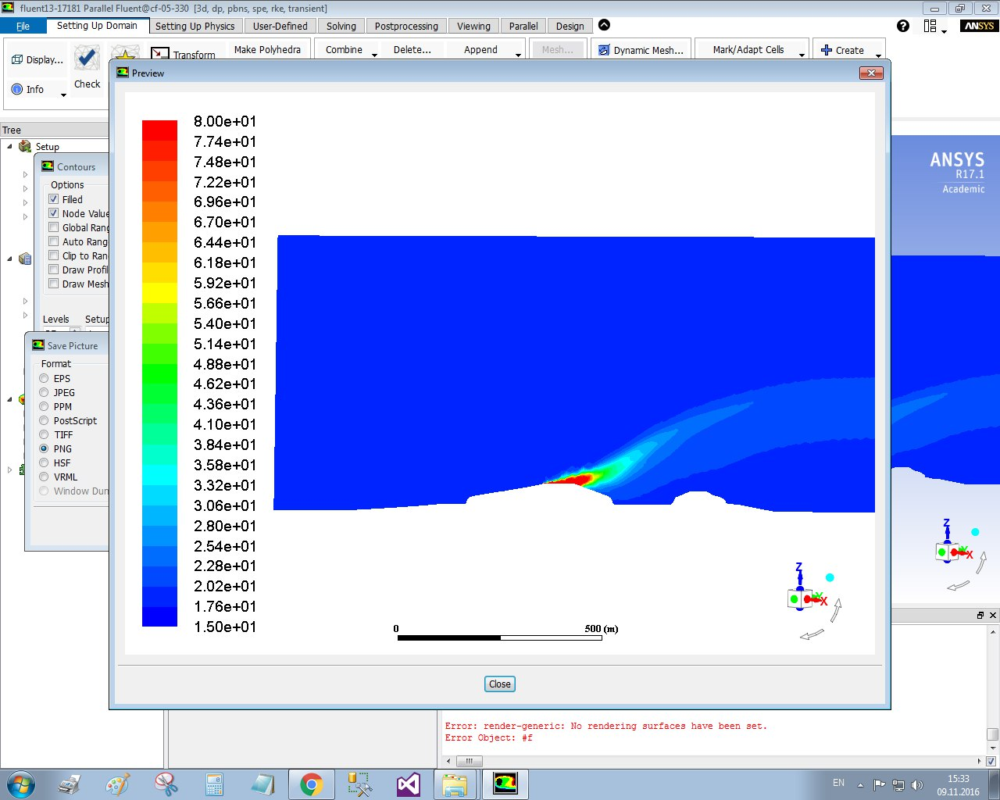 fluent13-17181 Parallel Fluent@cf-05-330 [3d, dp, pbns, spe, rke, transient]
File
Setting Up Domain
Setting Up Physics
User-Defined
Solving
Postprocessing
Viewing
Parallel
Design
ANSYS
Display...
Info
Check
Transform
Make Polyhedra
Combine
Delete...
Append
Mesh...
Dynamic Mesh...
Mark/Adapt Cells
Create
Preview
Tree
Setup
Contours
Options
Filled
Node Value
Global Rang
Auto Rang
Clip to Ran
Draw Profil
Draw Mesh
Levels
Setup
Save Picture
Format
EPS
JPEG
PPM
PostScript
TIFF
PNG
HSF
VRML
Window Dun
8.00e+01
7.74e+01
7.48e+01
7.22e+01
6.96e+01
6.70e+01
6.44e+01
6.18e+01
5.92e+01
5.66e+01
5.40e+01
5.14e+01
4.88e+01
4.62e+01
4.36e+01
4.10e+01
3.84e+01
3.58e+01
3.32e+01
3.06e+01
2.80e+01
2.54e+01
2.28e+01
2.02e+01
1.76e+01
1.50e+01
0 500 (m)
Z
Y
X
Close
ANSYS
R17.1
Academic
Z
Y
X
Error: render-generic: No rendering surfaces have been set.
Error Object: #f
EN
15:33
09.11.2016